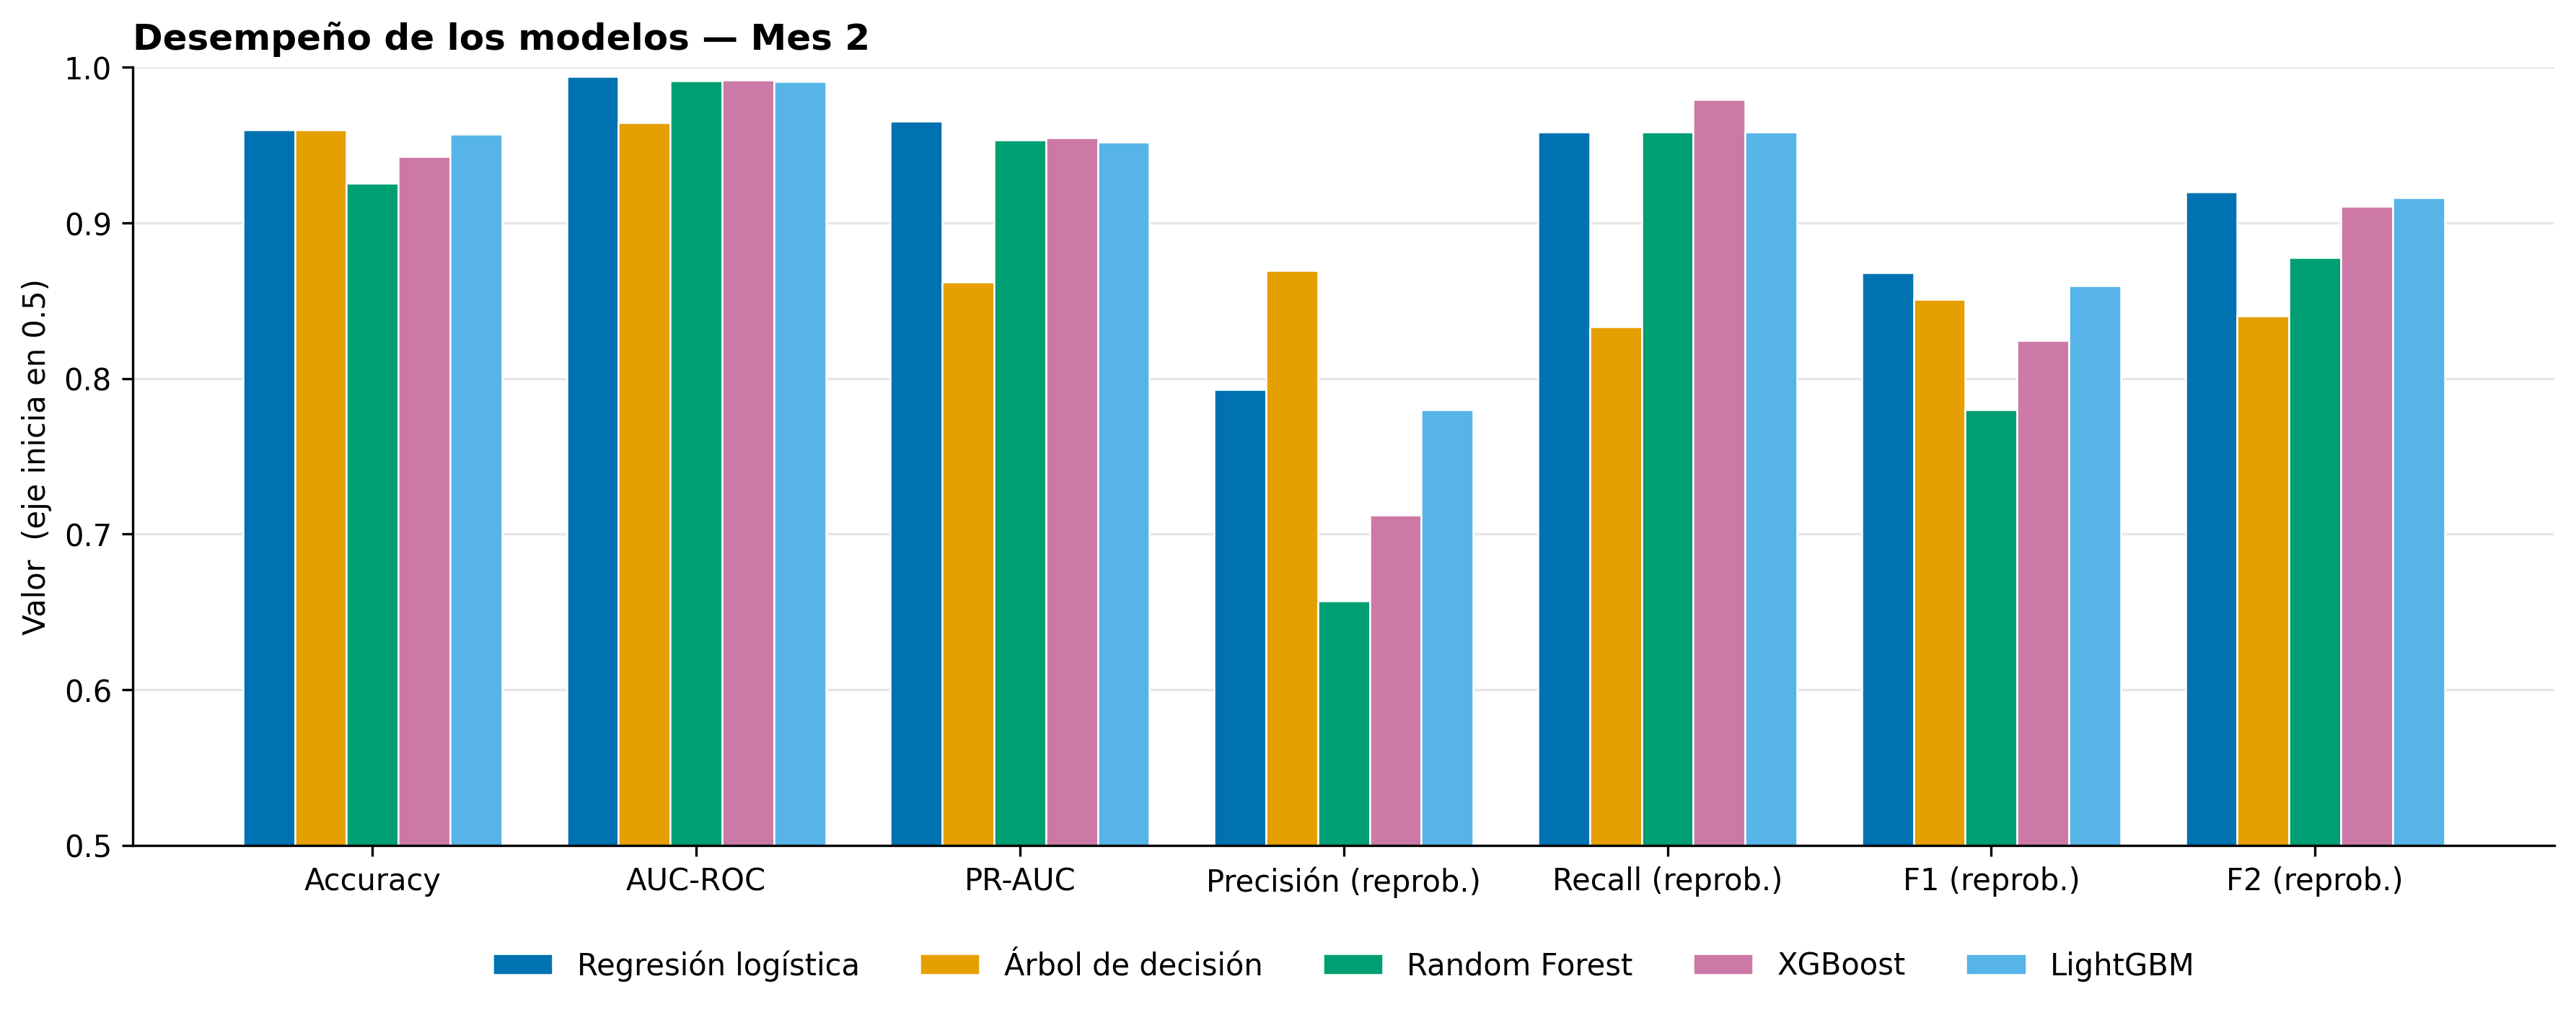 Desempeño de los modelos — Mes 2
Valor  (eje inicia en 0.5)
1.0
0.9
0.8
0.7
0.6
0.5
Accuracy
AUC-ROC
PR-AUC
Precisión (reprob.)
Recall (reprob.)
F1 (reprob.)
F2 (reprob.)
Regresión logística
Árbol de decisión
Random Forest
XGBoost
LightGBM